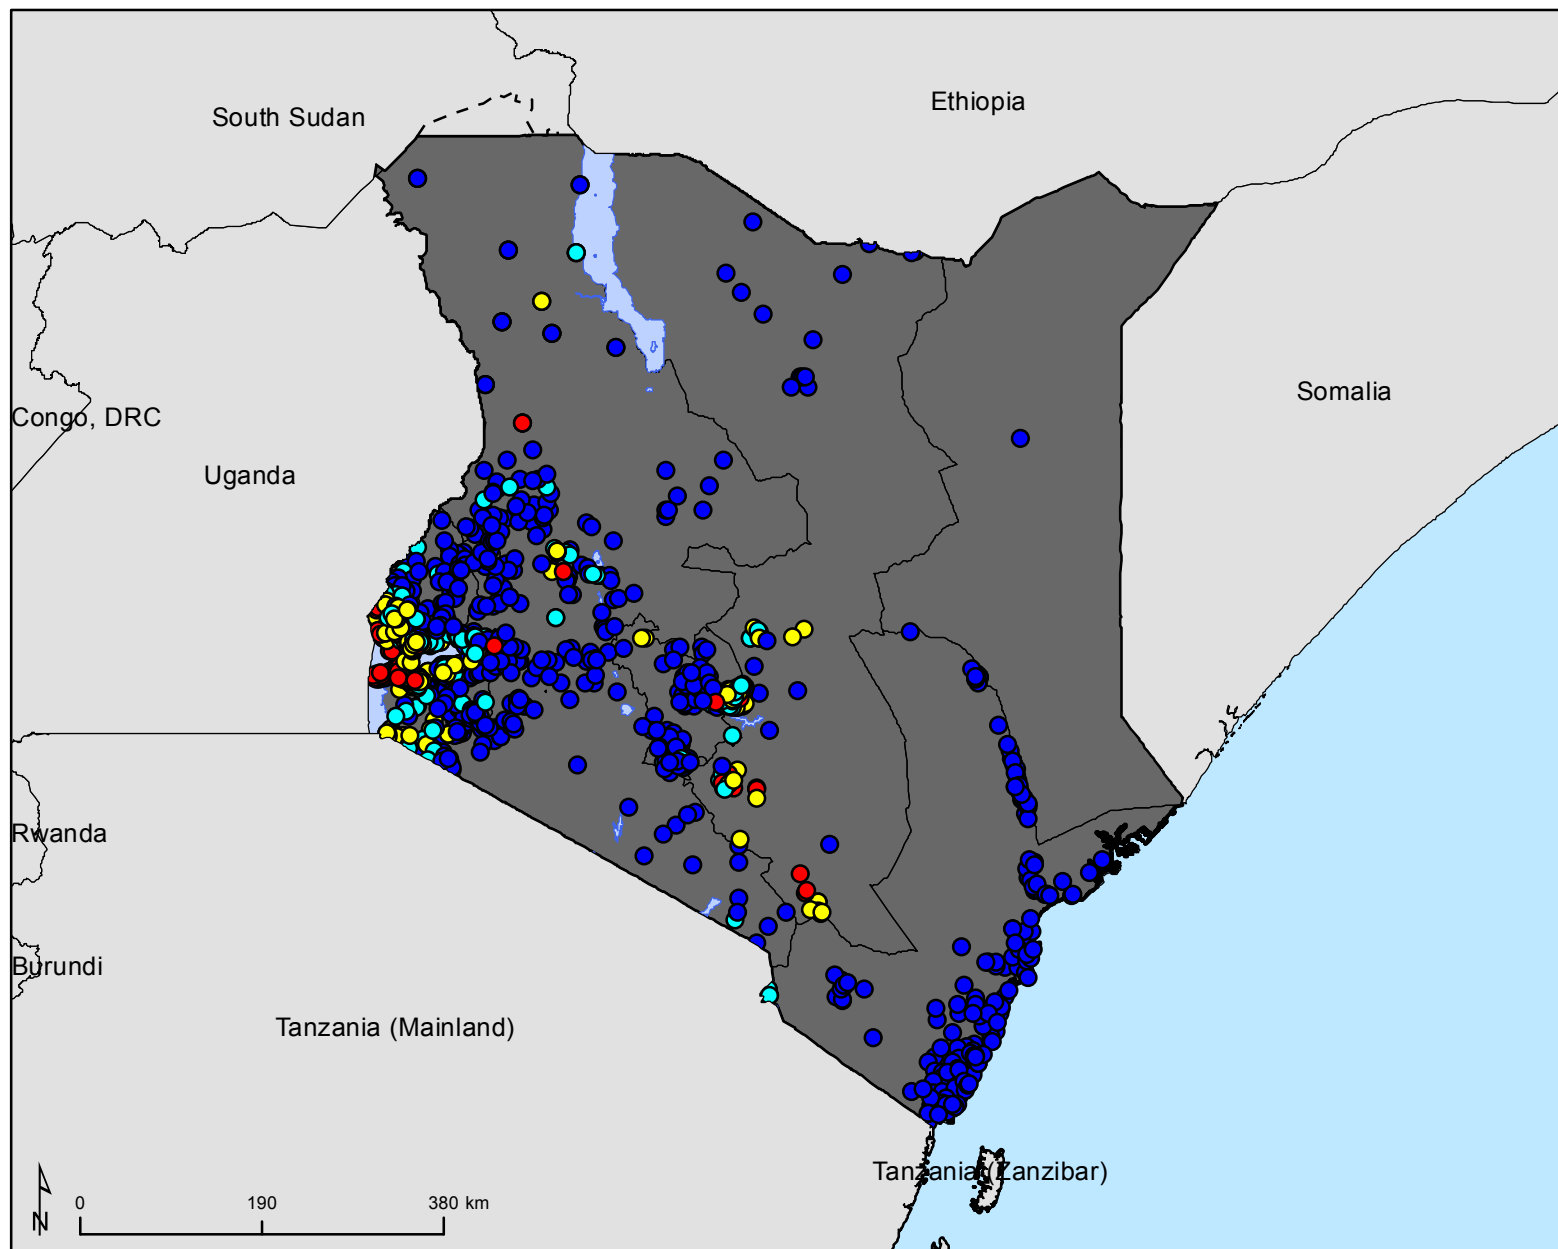 Ethiopia
South Sudan
Somalia
Congo, DRC
Uganda
Rwanda
Burundi
Tanzania (Mainland)
Tanzania (Zanzibar)
0 190 380 km
N